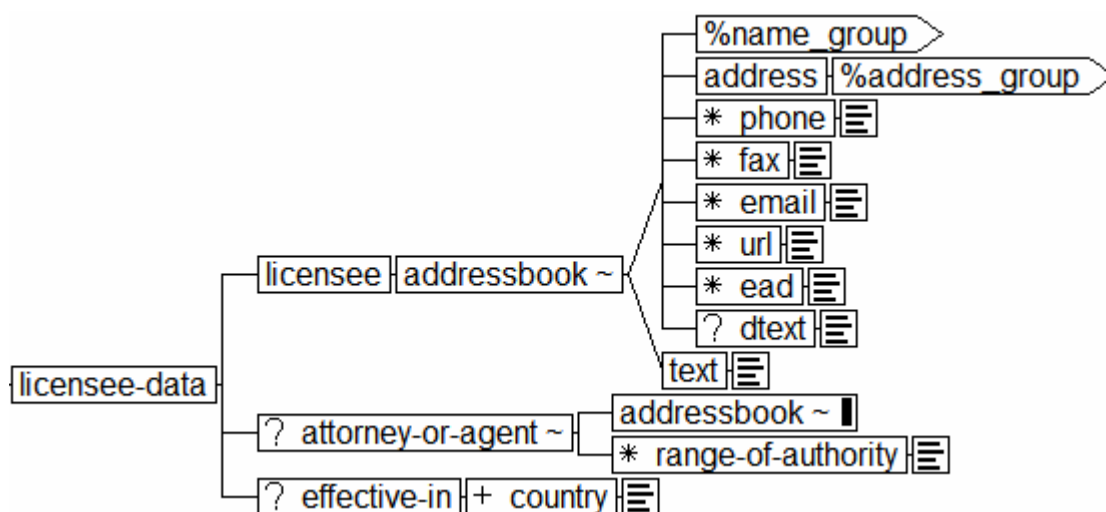 %name_group
address %address_group
* phone
* fax
* email
* url
licensee addressbook ~
* ead
? dtext
text
licensee-data
addressbook ~
? attorney-or-agent ~
* range-of-authority
? effective-in + country